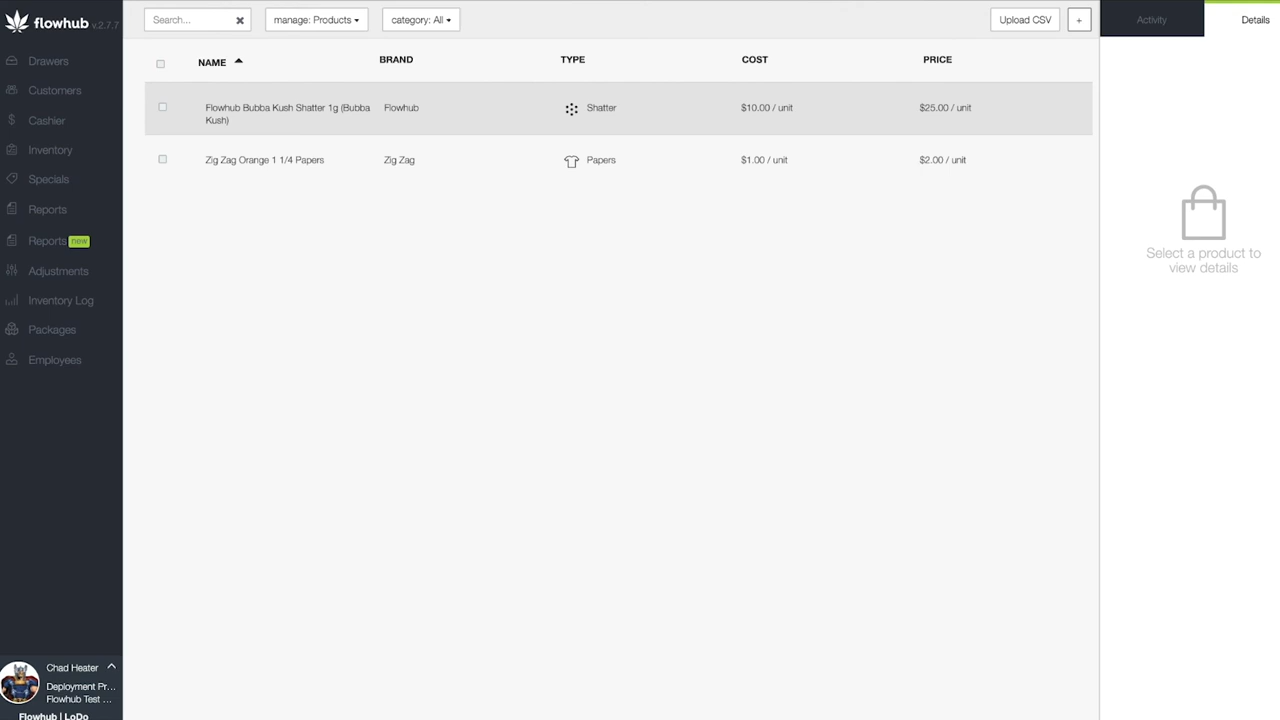 flowhub v.2.7.7
Drawers
Customers
Cashier
Inventory
Specials
Reports
Reports new
Adjustments
Inventory Log
Packages
Employees
Chad Heater
Deployment Pr...
Flowhub Test ...
Flowhub | LoDo
Search...
manage: Products
category: All
Upload CSV
+
NAME BRAND TYPE COST PRICE
Flowhub Bubba Kush Shatter 1g (Bubba Flowhub Shatter $10.00 / unit $25.00 / unit
Kush)
Zig Zag Orange 1 1/4 Papers Zig Zag Papers $1.00 / unit $2.00 / unit
Activity
Details
Select a product to
view details